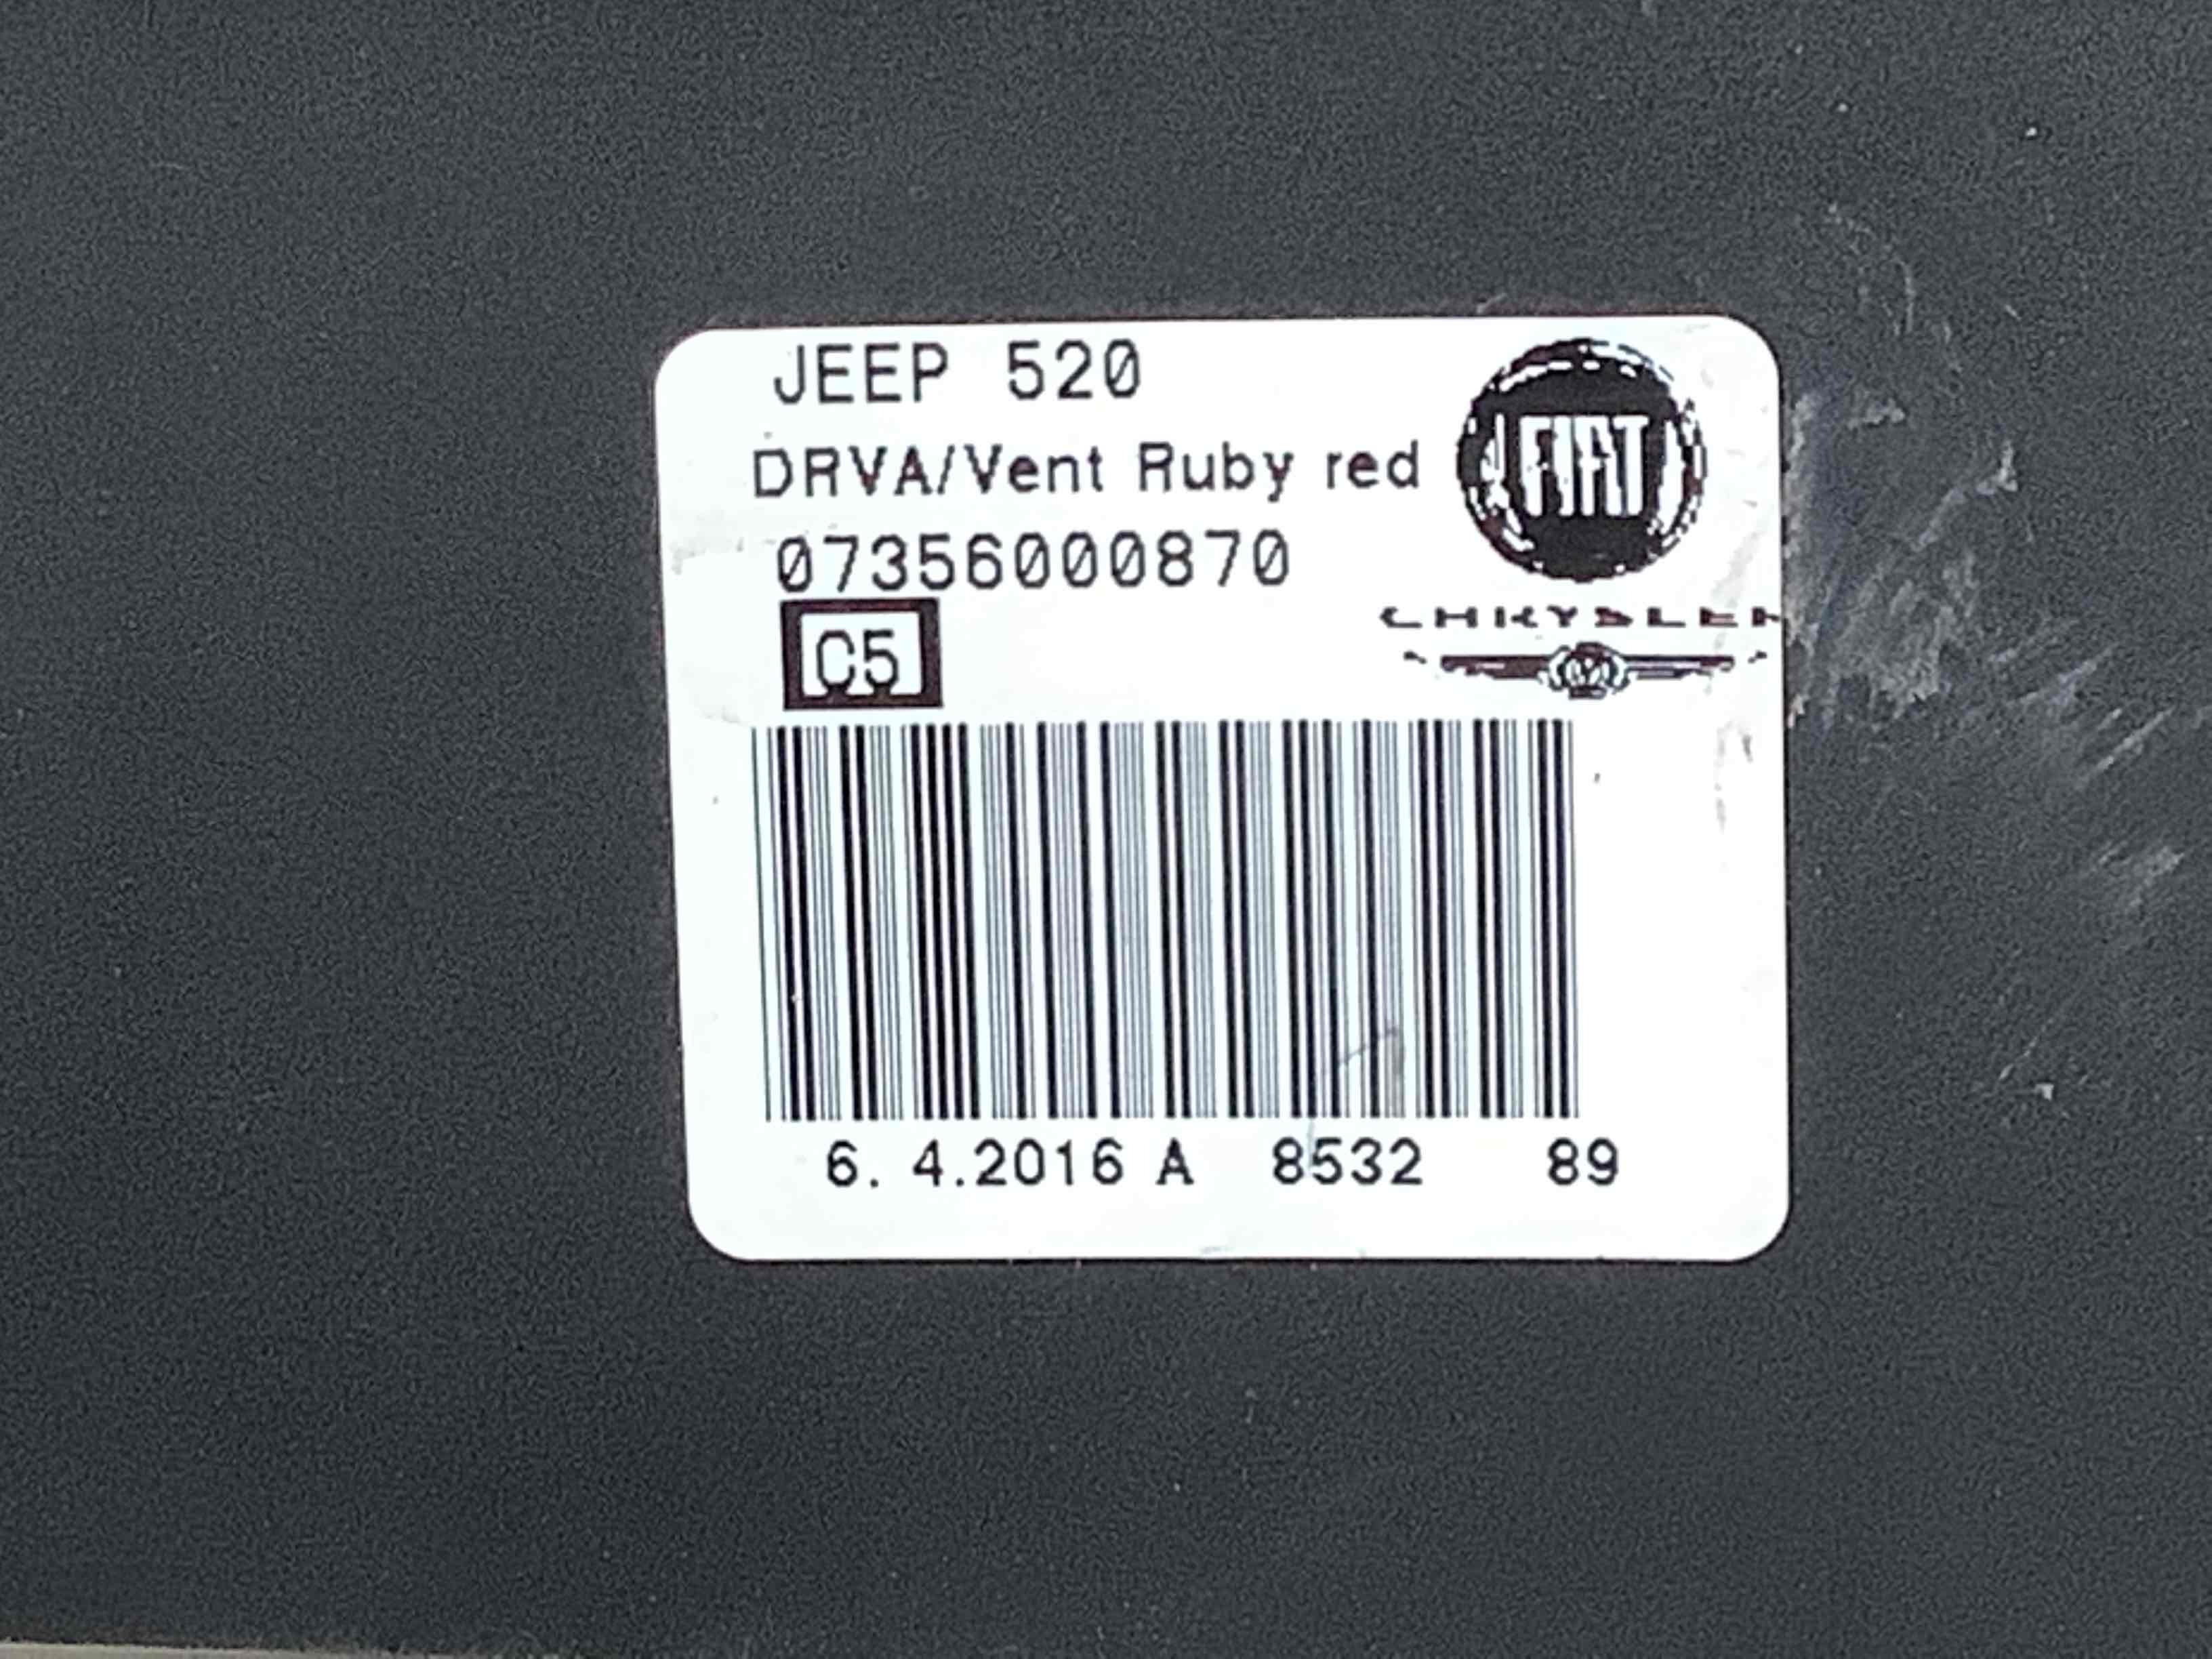 JEEP 520
DRVA/Vent Ruby red
FIAT
07356000870
CHRYSLER
C5
6. 4.2016 A 8532 89